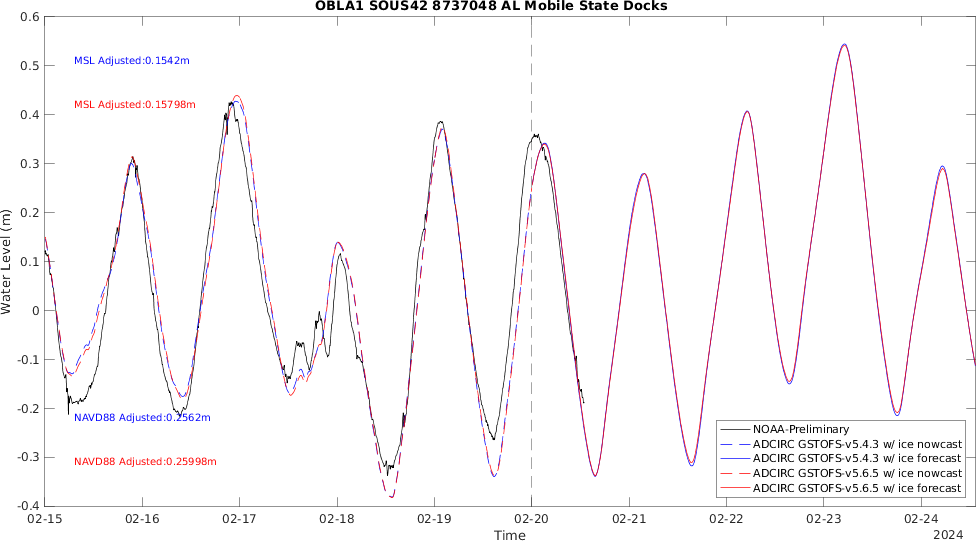 OBLA1 SOUS42 8737048 AL Mobile State Docks
Water Level (m)
0.6
0.5
0.4
0.3
0.2
0.1
0
-0.1
-0.2
-0.3
-0.4
MSL Adjusted:0.1542m
MSL Adjusted:0.15798m
NAVD88 Adjusted:0.2562m
NAVD88 Adjusted:0.25998m
NOAA-Preliminary
ADCIRC GSTOFS-v5.4.3 w/ ice nowcast
ADCIRC GSTOFS-v5.4.3 w/ ice forecast
ADCIRC GSTOFS-v5.6.5 w/ ice nowcast
ADCIRC GSTOFS-v5.6.5 w/ ice forecast
02-15 02-16 02-17 02-18 02-19 02-20 02-21 02-22 02-23 02-24
Time
2024